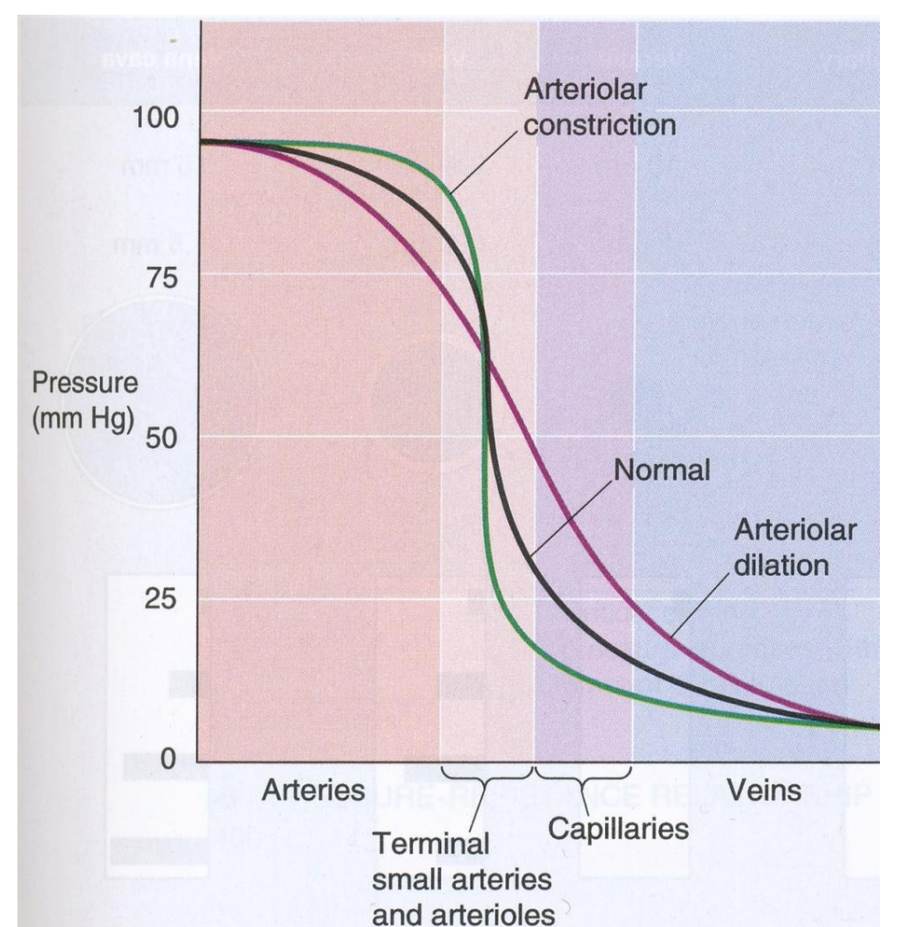 Arteriolar
constriction
100
75
Pressure
(mm Hg)
50
Normal
Arteriolar
dilation
25
0
Arteries
Veins
Capillaries
Terminal
small arteries
and arterioles